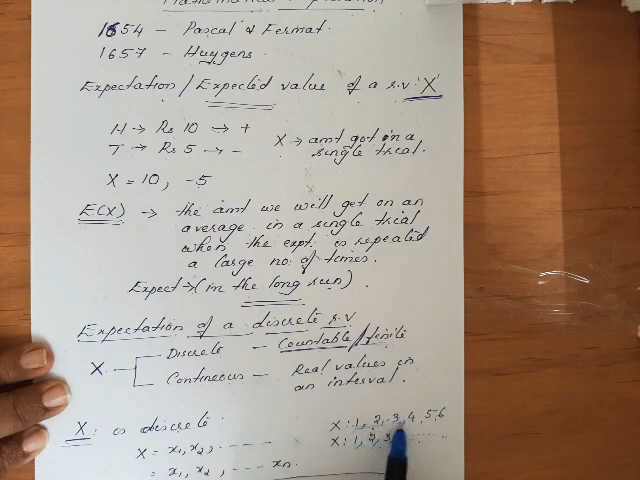 Mathematical Expectation
1654 - Pascal & Fermat.
1657 - Huygens.
Expectation / Expected value of a r.v 'X'
H → Rs 10 → +
T → Rs 5 → -
X → amt got in a
single trial.
X = 10, -5
E(X) → the amt we will get on an
average in a single trial
when the expt. is repeated
a large no: of times.
Expect → (in the long run).
Expectation of a discrete r.v
X
Discrete - Countable/finite
Continuous - Real values in
an interval.
X: is discrete.
X = x1, x2, ------
= x1, x2, ---- xn.
X: 1, 2, 3, 4, 5, 6
X: 1, 2, 3